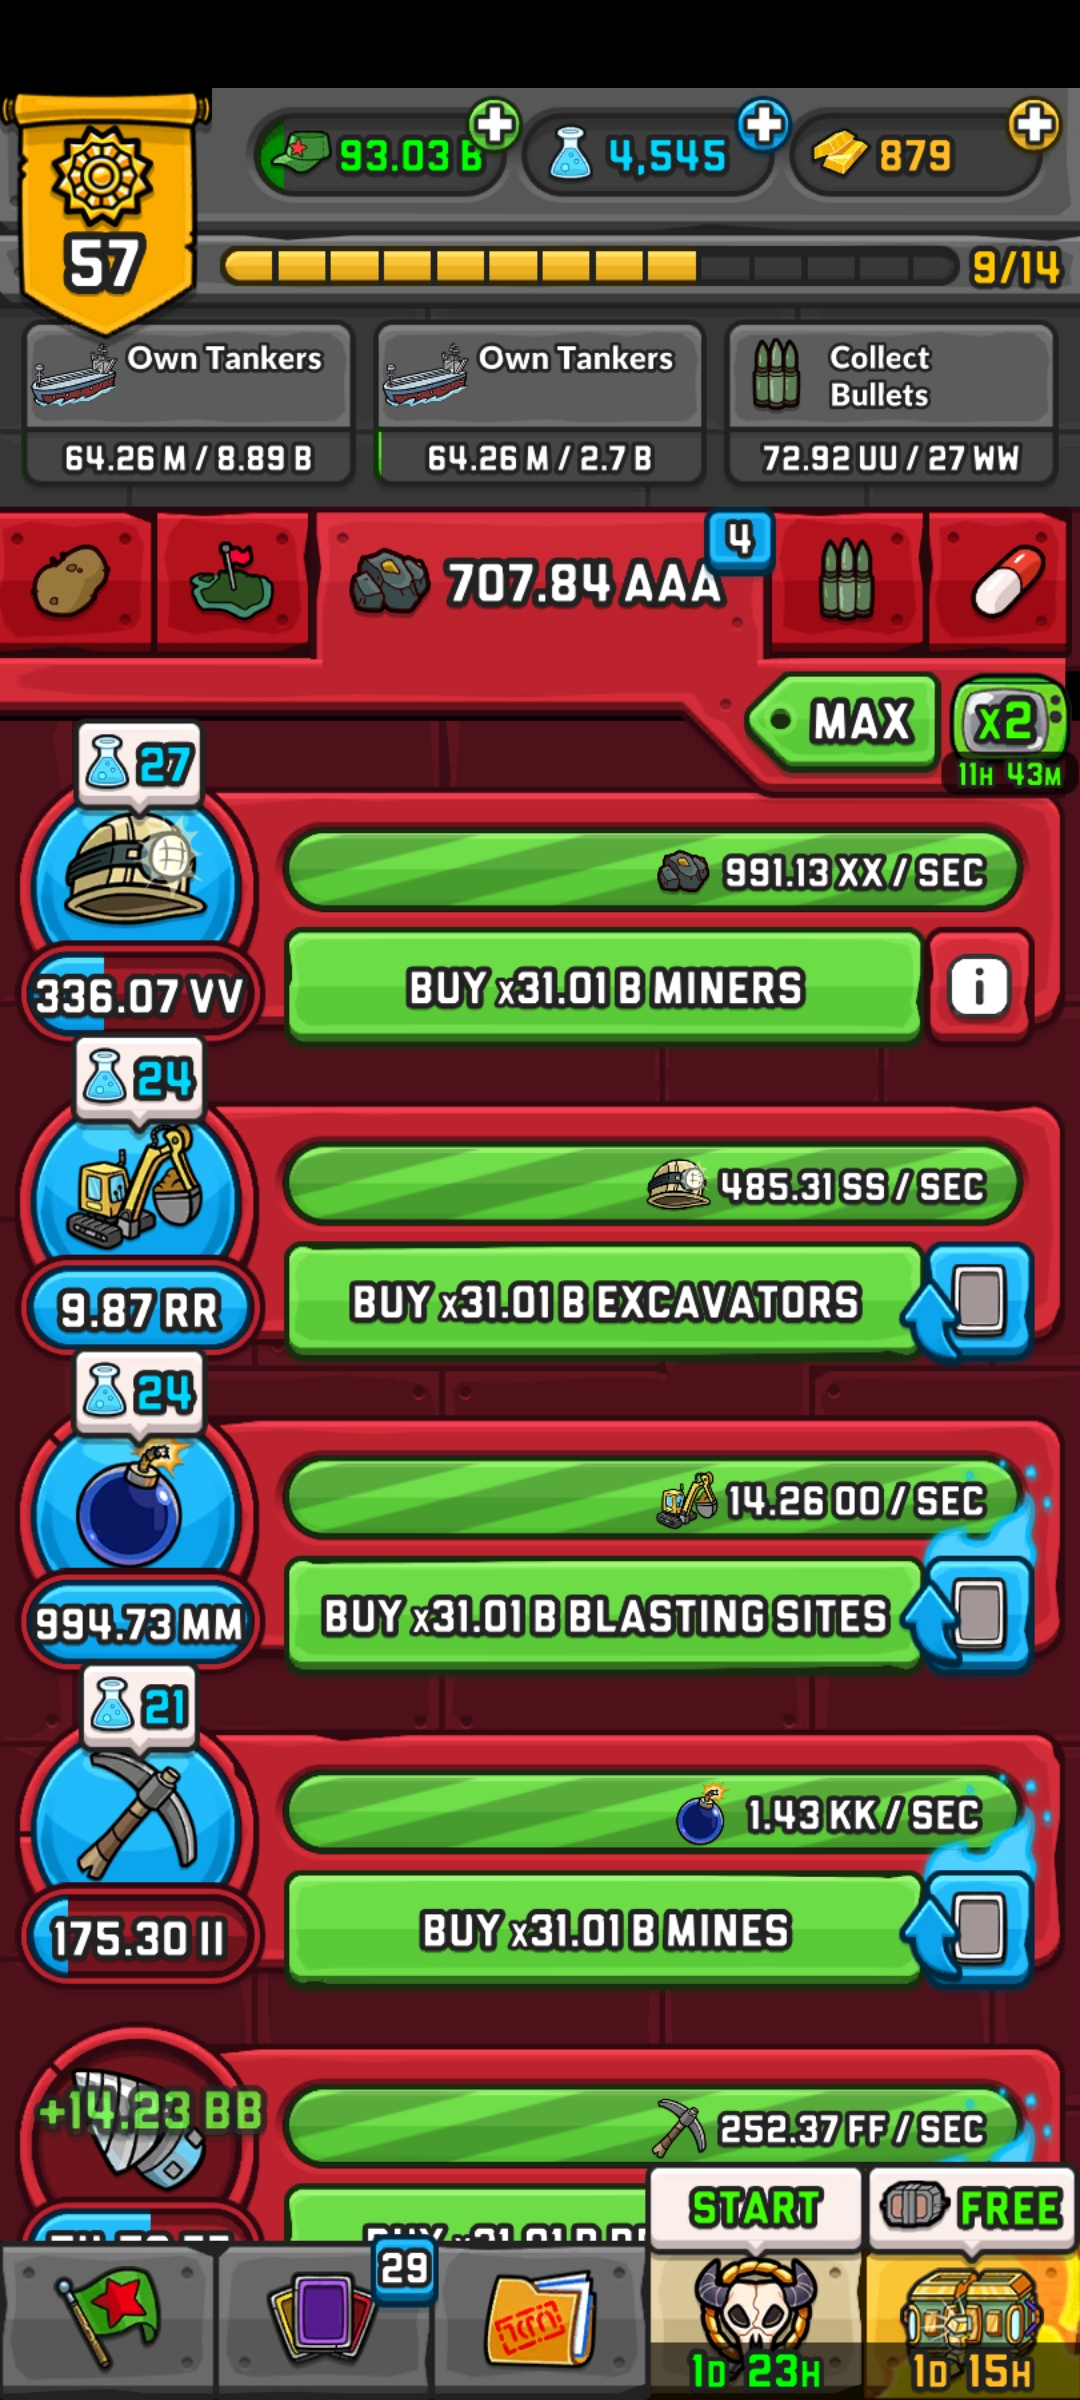 93.03 B
4,545
879
57
9/14
Own Tankers
64.26 M / 8.89 B
Own Tankers
64.26 M / 2.7 B
Collect
Bullets
72.92 UU / 27 WW
707.84 AAA
4
MAX
x2
11H 43M
27
991.13 XX / SEC
336.07 VV
BUY x31.01 B MINERS
i
24
485.31 SS / SEC
9.87 RR
BUY x31.01 B EXCAVATORS
24
14.26 OO / SEC
994.73 MM
BUY x31.01 B BLASTING SITES
21
1.43 KK / SEC
175.30 II
BUY x31.01 B MINES
+14.23 BB
252.37 FF / SEC
START
FREE
29
1D 23H
1D 15H